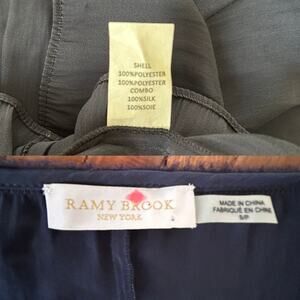 SHELL
100%POLYESTER
100%POLYESTER
COMBO
100%SILK
100%SOIE
RAMY BROOK
NEW YORK
MADE IN CHINA
FABRIQUÉ EN CHINE
S/P